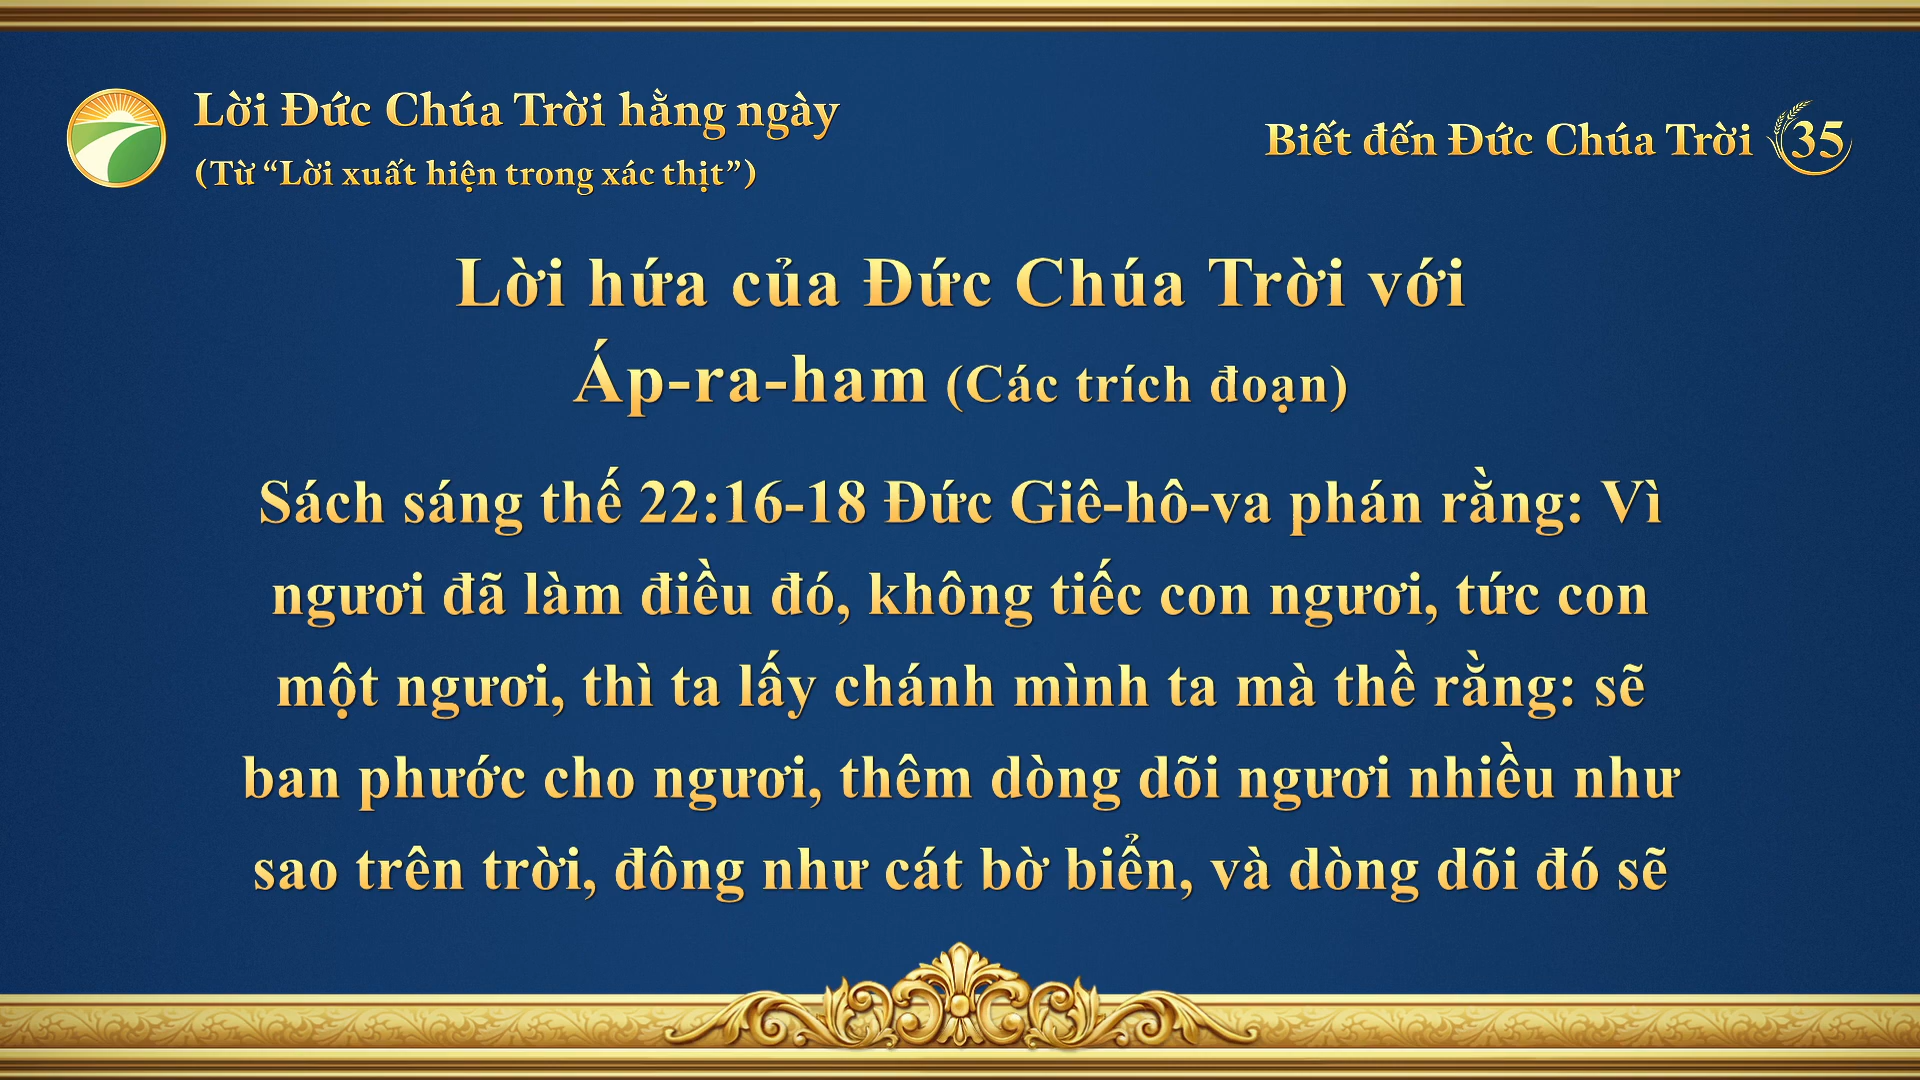 Lời Đức Chúa Trời hằng ngày
(Từ “Lời xuất hiện trong xác thịt”)
Biết đến Đức Chúa Trời 35
Lời hứa của Đức Chúa Trời với
Áp-ra-ham (Các trích đoạn)
Sách sáng thế 22:16-18 Đức Giê-hô-va phán rằng: Vì
ngươi đã làm điều đó, không tiếc con ngươi, tức con
một ngươi, thì ta lấy chánh mình ta mà thề rằng: sẽ
ban phước cho ngươi, thêm dòng dõi ngươi nhiều như
sao trên trời, đông như cát bờ biển, và dòng dõi đó sẽ